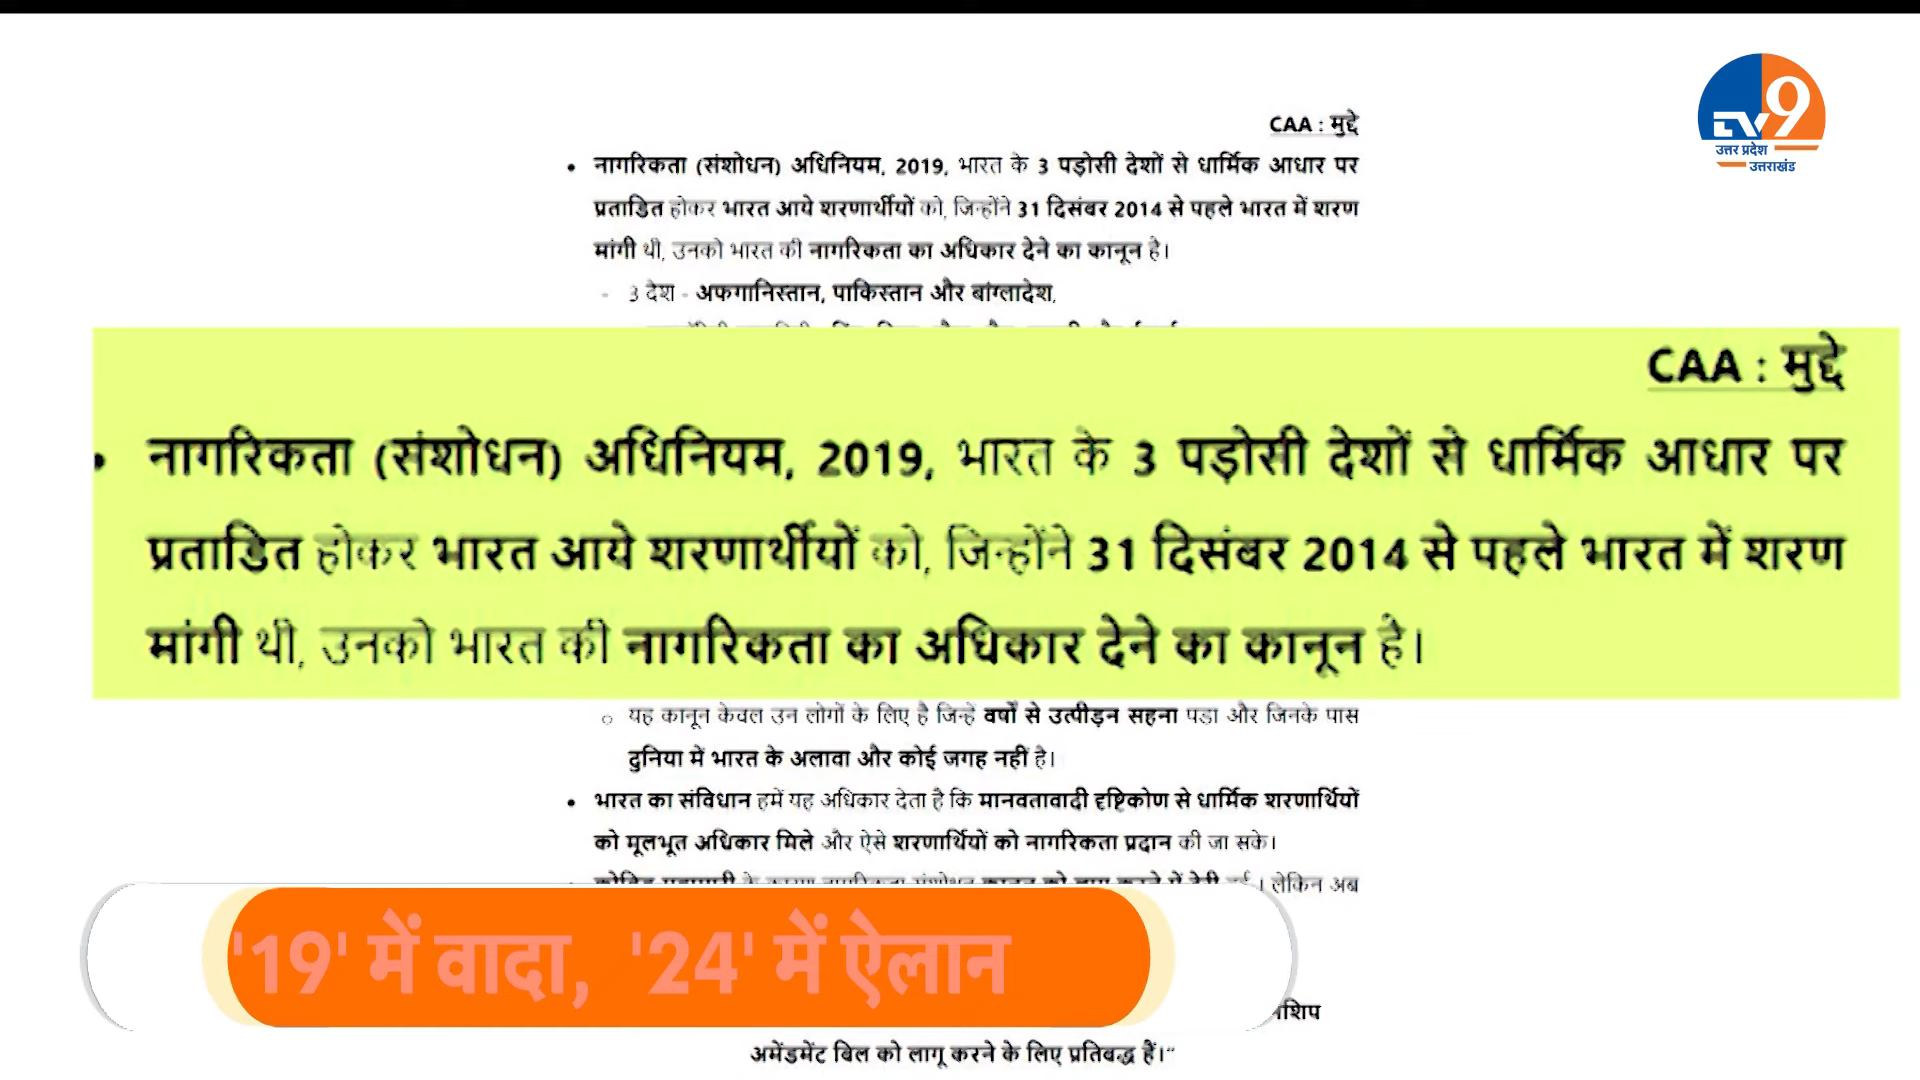 TV9
उत्तर प्रदेश
उत्तराखंड
CAA : मुद्दे
• नागरिकता (संशोधन) अधिनियम, 2019, भारत के 3 पड़ोसी देशों से धार्मिक आधार पर
प्रताडित होकर भारत आये शरणार्थीयों को, जिन्होंने 31 दिसंबर 2014 से पहले भारत में शरण
मांगी थी, उनको भारत की नागरिकता का अधिकार देने का कानून है।
- 3 देश - अफगानिस्तान, पाकिस्तान और बांग्लादेश,
CAA : मुद्दे
• नागरिकता (संशोधन) अधिनियम, 2019, भारत के 3 पड़ोसी देशों से धार्मिक आधार पर
प्रताडित होकर भारत आये शरणार्थीयों को, जिन्होंने 31 दिसंबर 2014 से पहले भारत में शरण
मांगी थी, उनको भारत की नागरिकता का अधिकार देने का कानून है।
○ यह कानून केवल उन लोगों के लिए है जिन्हें वर्षों से उत्पीड़न सहना पडा और जिनके पास
दुनिया में भारत के अलावा और कोई जगह नहीं है।
• भारत का संविधान हमें यह अधिकार देता है कि मानवतावादी दृष्टिकोण से धार्मिक शरणार्थियों
को मूलभूत अधिकार मिले और ऐसे शरणार्थियों को नागरिकता प्रदान की जा सके।
लेकिन अब
'19' में वादा, '24' में ऐलान
अमेंडमेंट बिल को लागू करने के लिए प्रतिबद्ध हैं।"